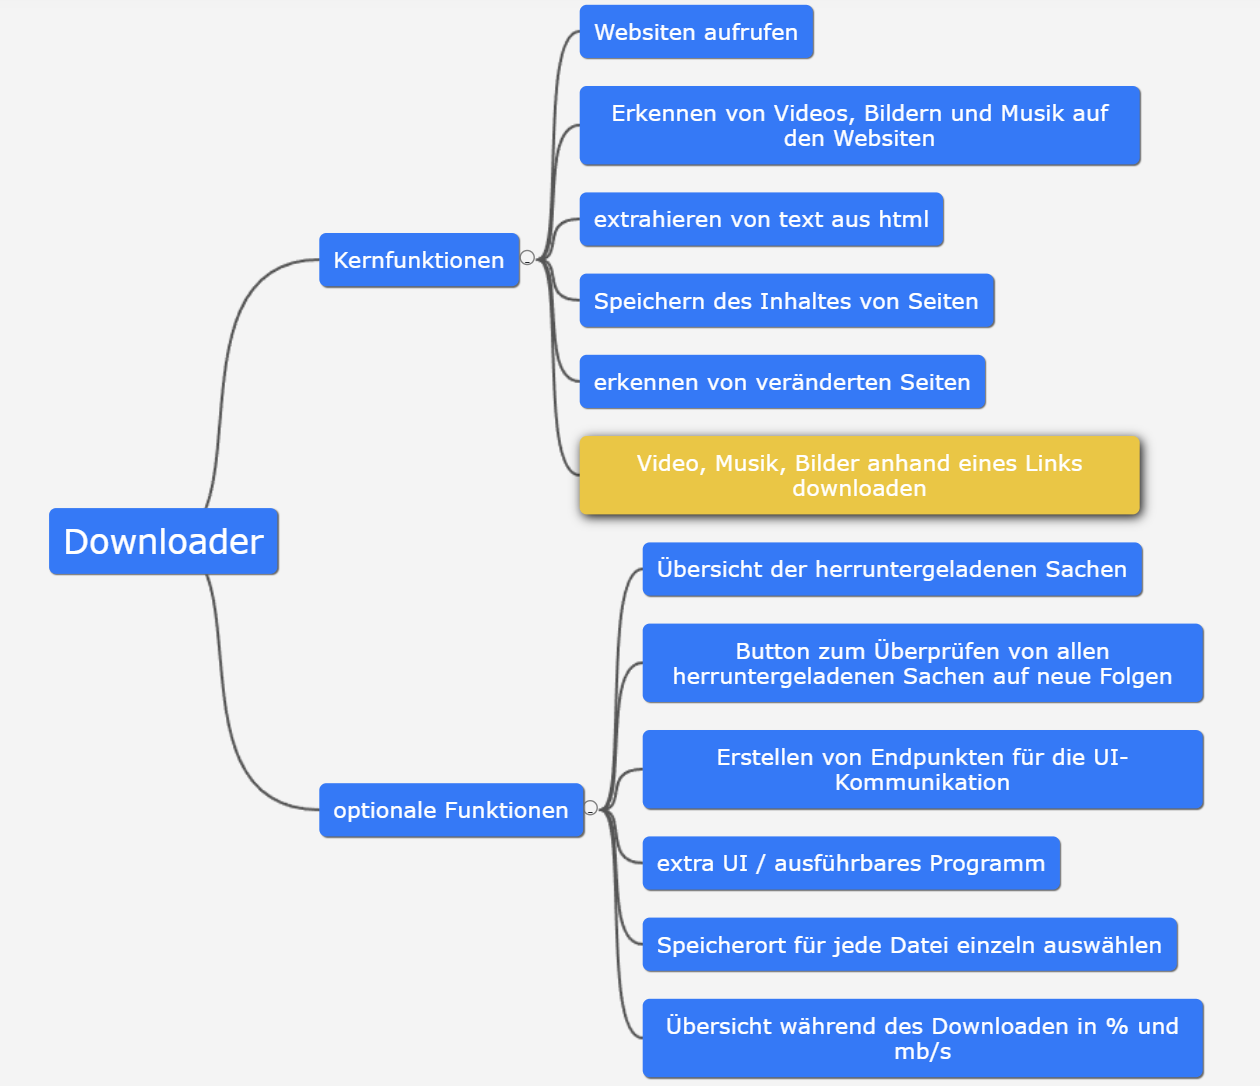 Websiten aufrufen
Erkennen von Videos, Bildern und Musik auf
den Websiten
extrahieren von text aus html
Kernfunktionen
Speichern des Inhaltes von Seiten
erkennen von veränderten Seiten
Video, Musik, Bilder anhand eines Links
downloaden
Downloader
Übersicht der herruntergeladenen Sachen
Button zum Überprüfen von allen
herruntergeladenen Sachen auf neue Folgen
Erstellen von Endpunkten für die UI-
Kommunikation
optionale Funktionen
extra UI / ausführbares Programm
Speicherort für jede Datei einzeln auswählen
Übersicht während des Downloaden in % und
mb/s